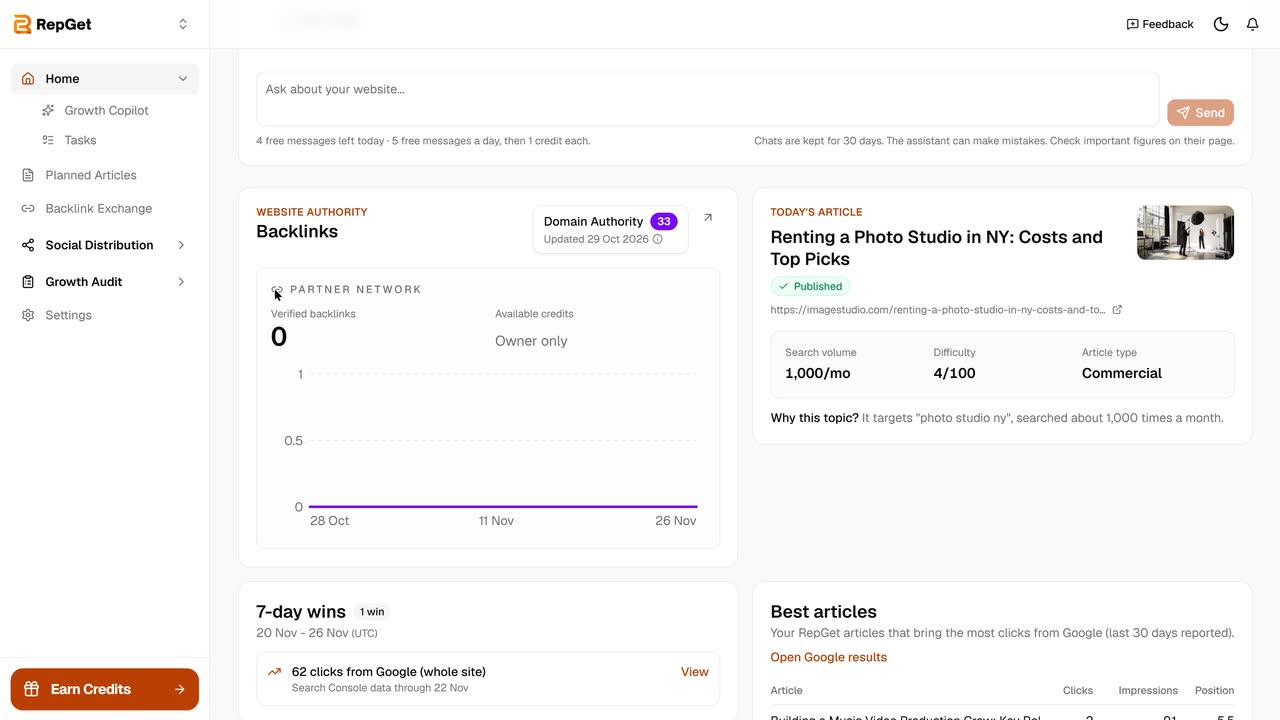 RepGet
Feedback
Home
Growth Copilot
Tasks
Planned Articles
Backlink Exchange
Social Distribution
Growth Audit
Settings
Earn Credits
Ask about your website...
Send
4 free messages left today · 5 free messages a day, then 1 credit each.
Chats are kept for 30 days. The assistant can make mistakes. Check important figures on their page.
WEBSITE AUTHORITY
Backlinks
Domain Authority 33
Updated 29 Oct 2026
PARTNER NETWORK
Verified backlinks
0
Available credits
Owner only
1
0.5
0
28 Oct 11 Nov 26 Nov
TODAY'S ARTICLE
Renting a Photo Studio in NY: Costs and
Top Picks
Published
https://imagestudio.com/renting-a-photo-studio-in-ny-costs-and-to...
Search volume Difficulty Article type
1,000/mo 4/100 Commercial
Why this topic? It targets "photo studio ny", searched about 1,000 times a month.
7-day wins 1 win
20 Nov - 26 Nov (UTC)
62 clicks from Google (whole site) View
Search Console data through 22 Nov
Best articles
Your RepGet articles that bring the most clicks from Google (last 30 days reported).
Open Google results
Article Clicks Impressions Position
Building a Music Video Production Crew: Key